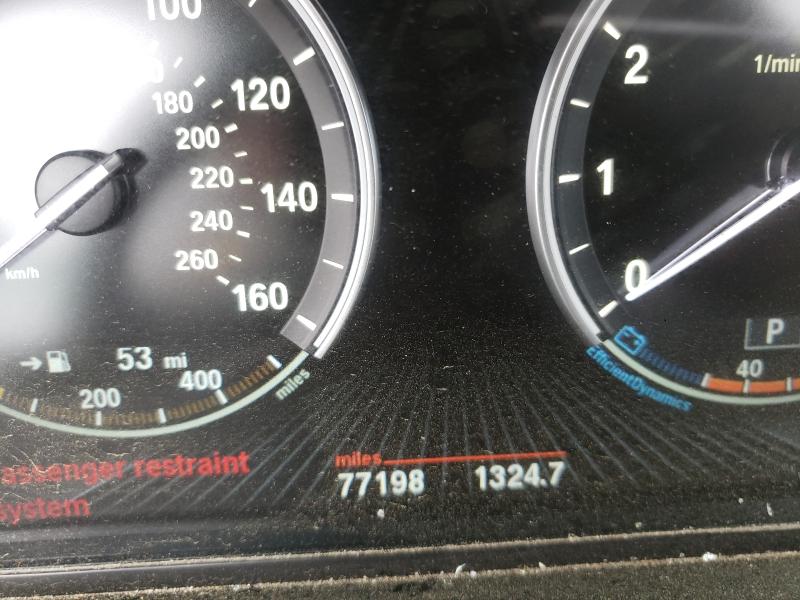 100
120
180
200
220
140
240
260
160
km/h
53 mi
200
400
miles
passenger restraint
system
miles
77198 1324.7
2
1/min
1
0
P
EfficientDynamics
40